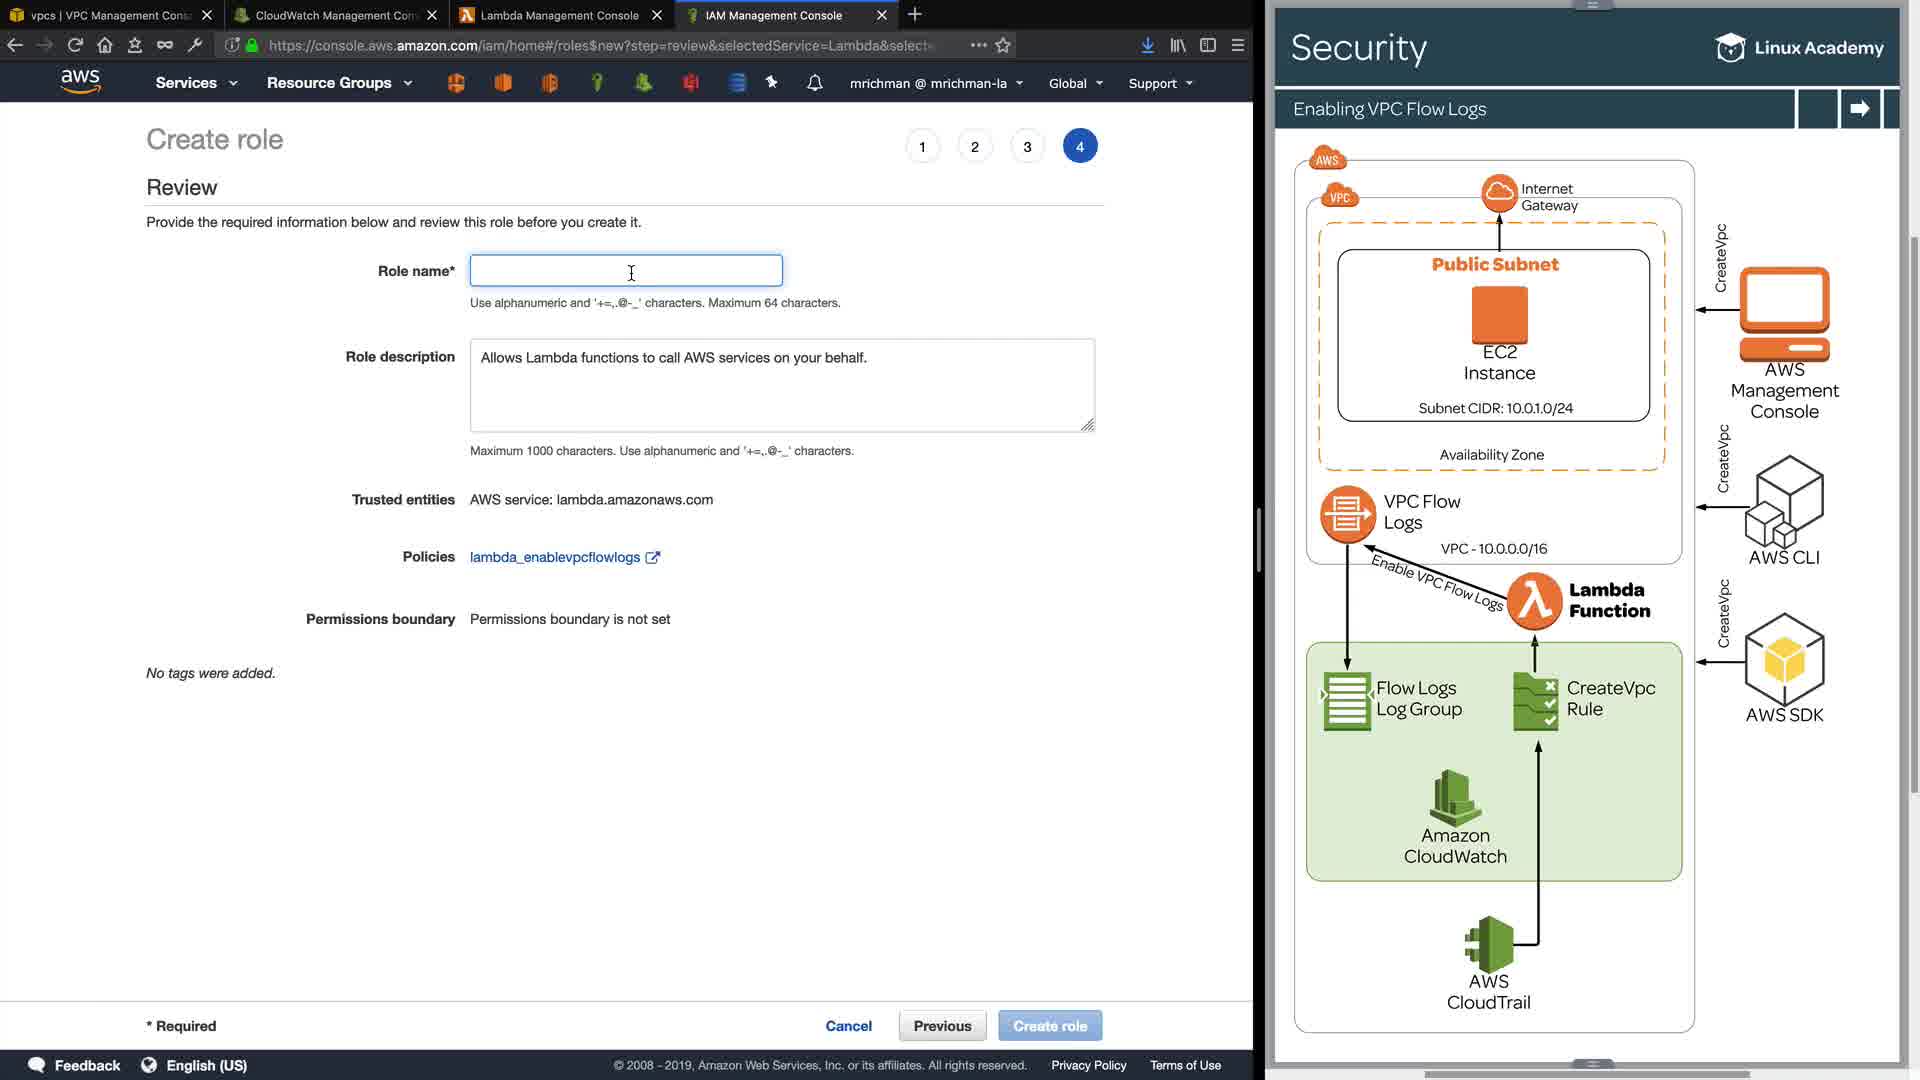 vpcs | VPC Management Cons
CloudWatch Management Con
Lambda Management Console
IAM Management Console
https://console.aws.amazon.com/iam/home#/roles$new?step=review&selectedService=Lambda&select
aws
Services
Resource Groups
mrichman @ mrichman-la
Global
Support
Create role
1
2
3
4
Review
Provide the required information below and review this role before you create it.
Role name*
Use alphanumeric and '+=,.@-_' characters. Maximum 64 characters.
Role description
Allows Lambda functions to call AWS services on your behalf.
Maximum 1000 characters. Use alphanumeric and '+=,.@-_' characters.
Trusted entities
AWS service: lambda.amazonaws.com
Policies
lambda_enablevpcflowlogs
Permissions boundary
Permissions boundary is not set
No tags were added.
* Required
Cancel
Previous
Create role
Feedback
English (US)
© 2008 - 2019, Amazon Web Services, Inc. or its affiliates. All rights reserved.
Privacy Policy
Terms of Use
Security
Linux Academy
Enabling VPC Flow Logs
AWS
VPC
Internet
Gateway
Public Subnet
EC2
Instance
Subnet CIDR: 10.0.1.0/24
Availability Zone
VPC Flow
Logs
VPC - 10.0.0.0/16
Enable VPC Flow Logs
Lambda
Function
Flow Logs
Log Group
CreateVpc
Rule
Amazon
CloudWatch
AWS
CloudTrail
CreateVpc
AWS
Management
Console
CreateVpc
AWS CLI
CreateVpc
AWS SDK